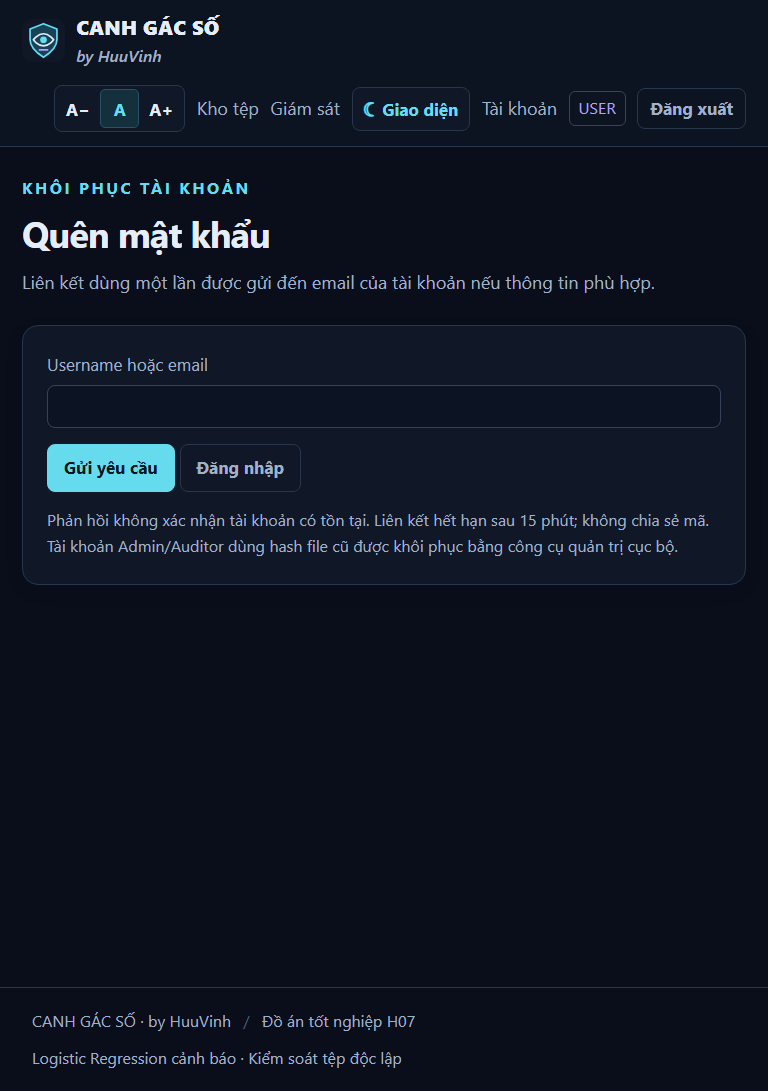 CANH GÁC SỐ
by HuuVinh
A− A A+ Kho tệp Giám sát Giao diện Tài khoản USER Đăng xuất
KHÔI PHỤC TÀI KHOẢN
Quên mật khẩu
Liên kết dùng một lần được gửi đến email của tài khoản nếu thông tin phù hợp.
Username hoặc email
Gửi yêu cầu Đăng nhập
Phản hồi không xác nhận tài khoản có tồn tại. Liên kết hết hạn sau 15 phút; không chia sẻ mã.
Tài khoản Admin/Auditor dùng hash file cũ được khôi phục bằng công cụ quản trị cục bộ.
CANH GÁC SỐ · by HuuVinh / Đồ án tốt nghiệp H07
Logistic Regression cảnh báo · Kiểm soát tệp độc lập